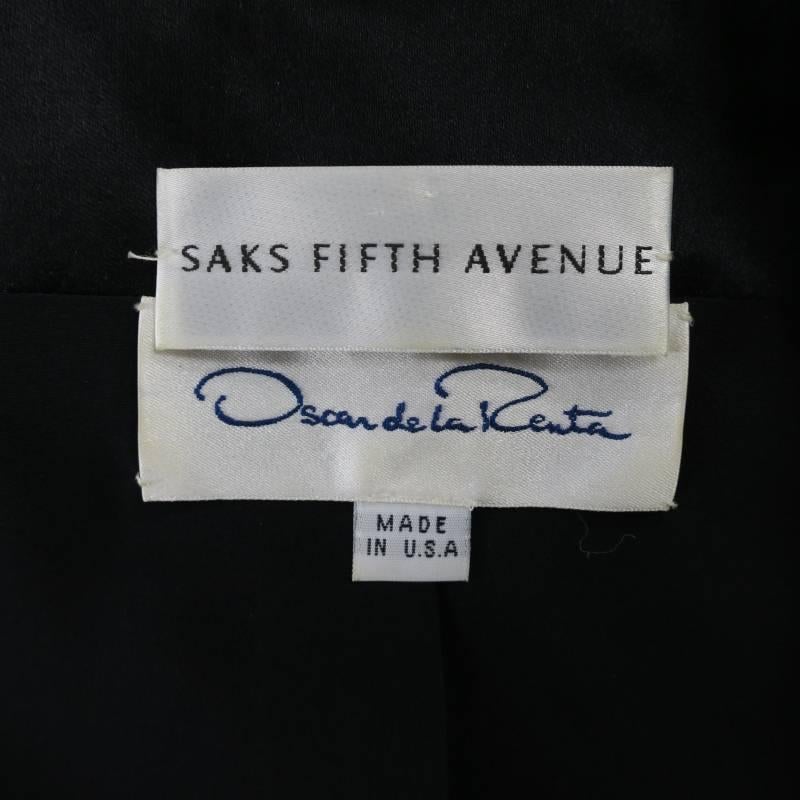 SAKS FIFTH AVENUE
Oscar de la Renta
MADE
IN U.S.A